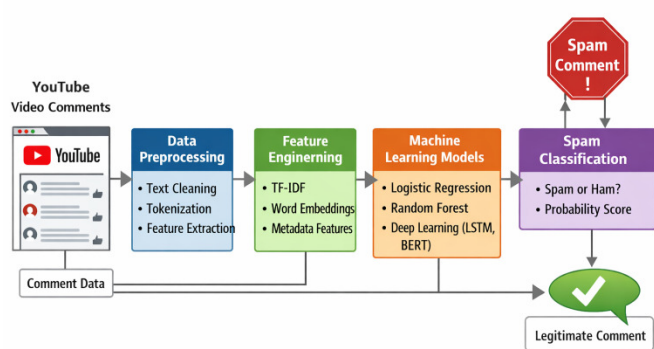 YouTube
Video Comments
YouTube
Comment Data
Data
Preprocessing
• Text Cleaning
• Tokenization
• Feature Extraction
Feature
Enginerning
• TF-IDF
• Word Embeddings
• Metadata Features
Machine
Learning Models
• Logistic Regression
• Random Forest
• Deep Learning (LSTM,
BERT)
Spam
Comment
!
Spam
Classification
• Spam or Ham?
• Probability Score
Legitimate Comment